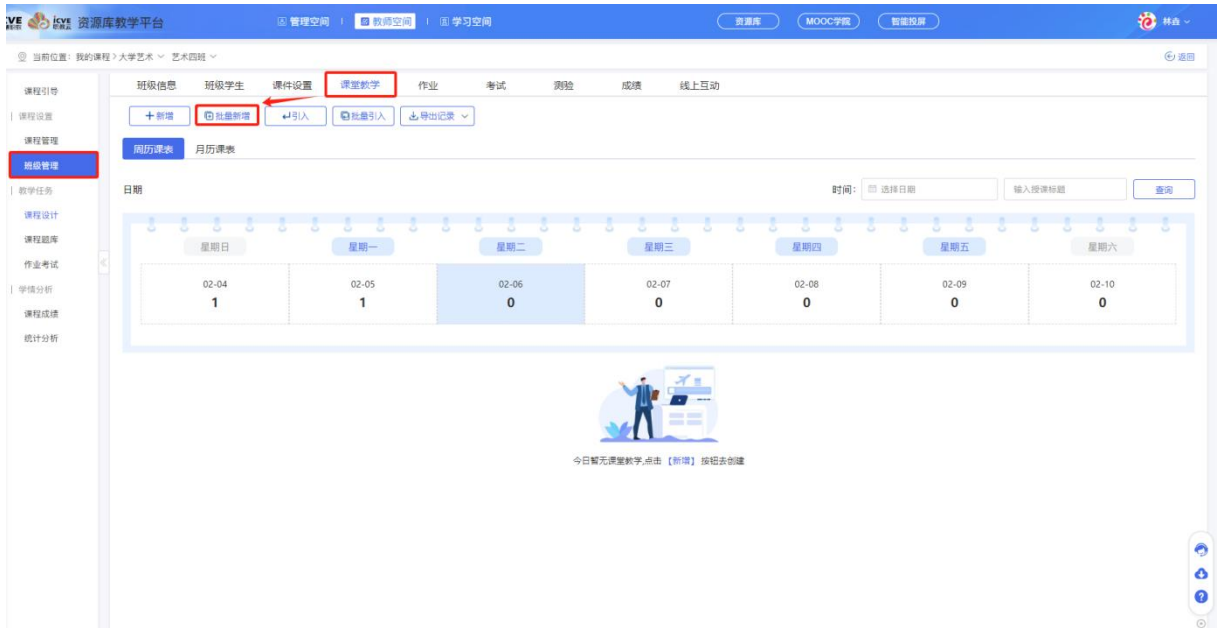 icve 资源库教学平台 管理空间 教师空间 学习空间 资源库 MOOC学院 智能投屏 林垚
当前位置：我的课程 > 大学艺术 艺术四班 返回
课程引导
课程设置
课程管理
班级管理
教学任务
课程设计
课程题库
作业考试
学情分析
课程成绩
统计分析
班级信息 班级学生 课件设置 课堂教学 作业 考试 测验 成绩 线上互动
新增 批量新增 引入 批量引入 导出记录
周历课表 月历课表
日期 时间： 选择日期 输入授课标题 查询
星期日 星期一 星期二 星期三 星期四 星期五 星期六
02-04 02-05 02-06 02-07 02-08 02-09 02-10
1 1 0 0 0 0 0
今日暂无课堂教学,点击 【新增】 按钮去创建